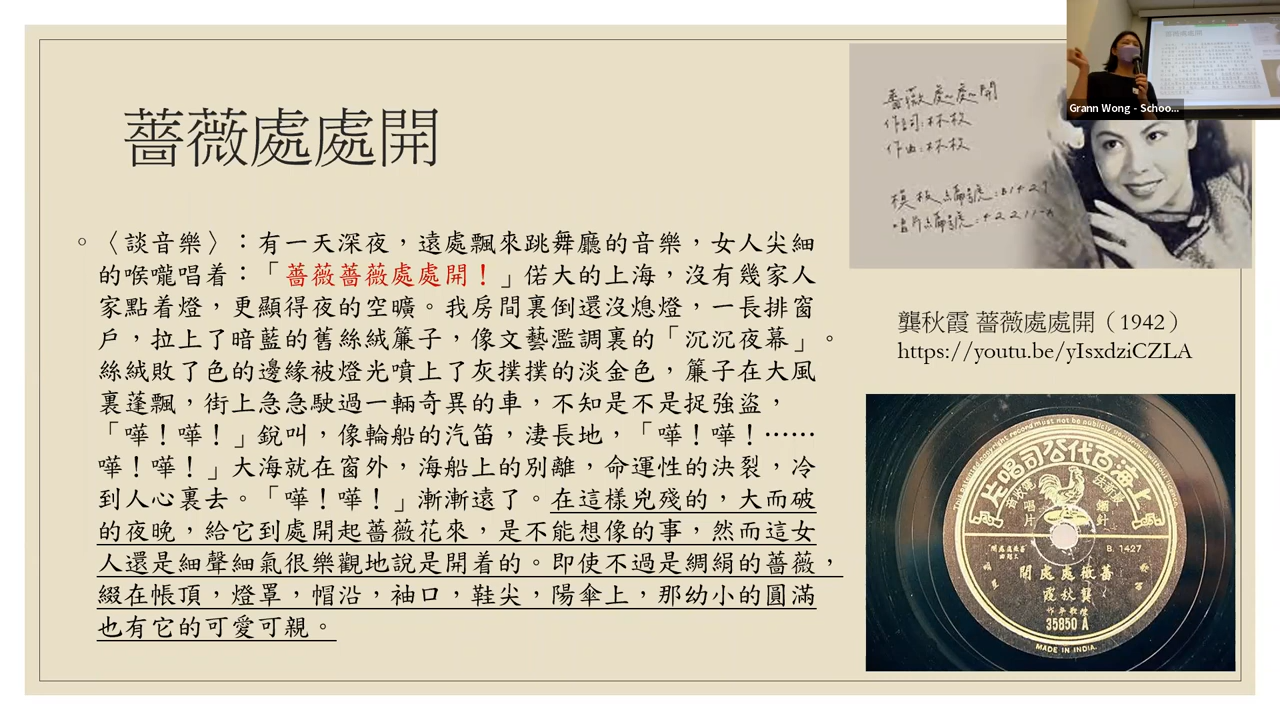 Grann Wong - Schoo...
薔薇處處開
薔薇處處開
作詞:林枚
作曲:林枚
模板編號:B1429
唱片編號:42211-A
◦〈談音樂〉：有一天深夜，遠處飄來跳舞廳的音樂，女人尖細
的喉嚨唱着：「薔薇薔薇處處開！」偌大的上海，沒有幾家人
家點着燈，更顯得夜的空曠。我房間裏倒還沒熄燈，一長排窗
戶，拉上了暗藍的舊絲絨簾子，像文藝濫調裏的「沉沉夜幕」。
絲絨敗了色的邊緣被燈光噴上了灰撲撲的淡金色，簾子在大風
裏蓬飄，街上急急駛過一輛奇異的車，不知是不是捉強盜，
「嘩！嘩！」銳叫，像輪船的汽笛，淒長地，「嘩！嘩！……
嘩！嘩！」大海就在窗外，海船上的別離，命運性的決裂，冷
到人心裏去。「嘩！嘩！」漸漸遠了。在這樣兇殘的，大而破
的夜晚，給它到處開起薔薇花來，是不能想像的事，然而這女
人還是細聲細氣很樂觀地說是開着的。即使不過是綢絹的薔薇，
綴在帳頂，燈罩，帽沿，袖口，鞋尖，陽傘上，那幼小的圓滿
也有它的可愛可親。
龔秋霞 薔薇處處開（1942）
https://youtu.be/yIsxdziCZLA
片唱司公代百海上
鋼針
唱片
B. 1427
開處處薇薔
霞秋龔
35850 A
MADE IN INDIA.